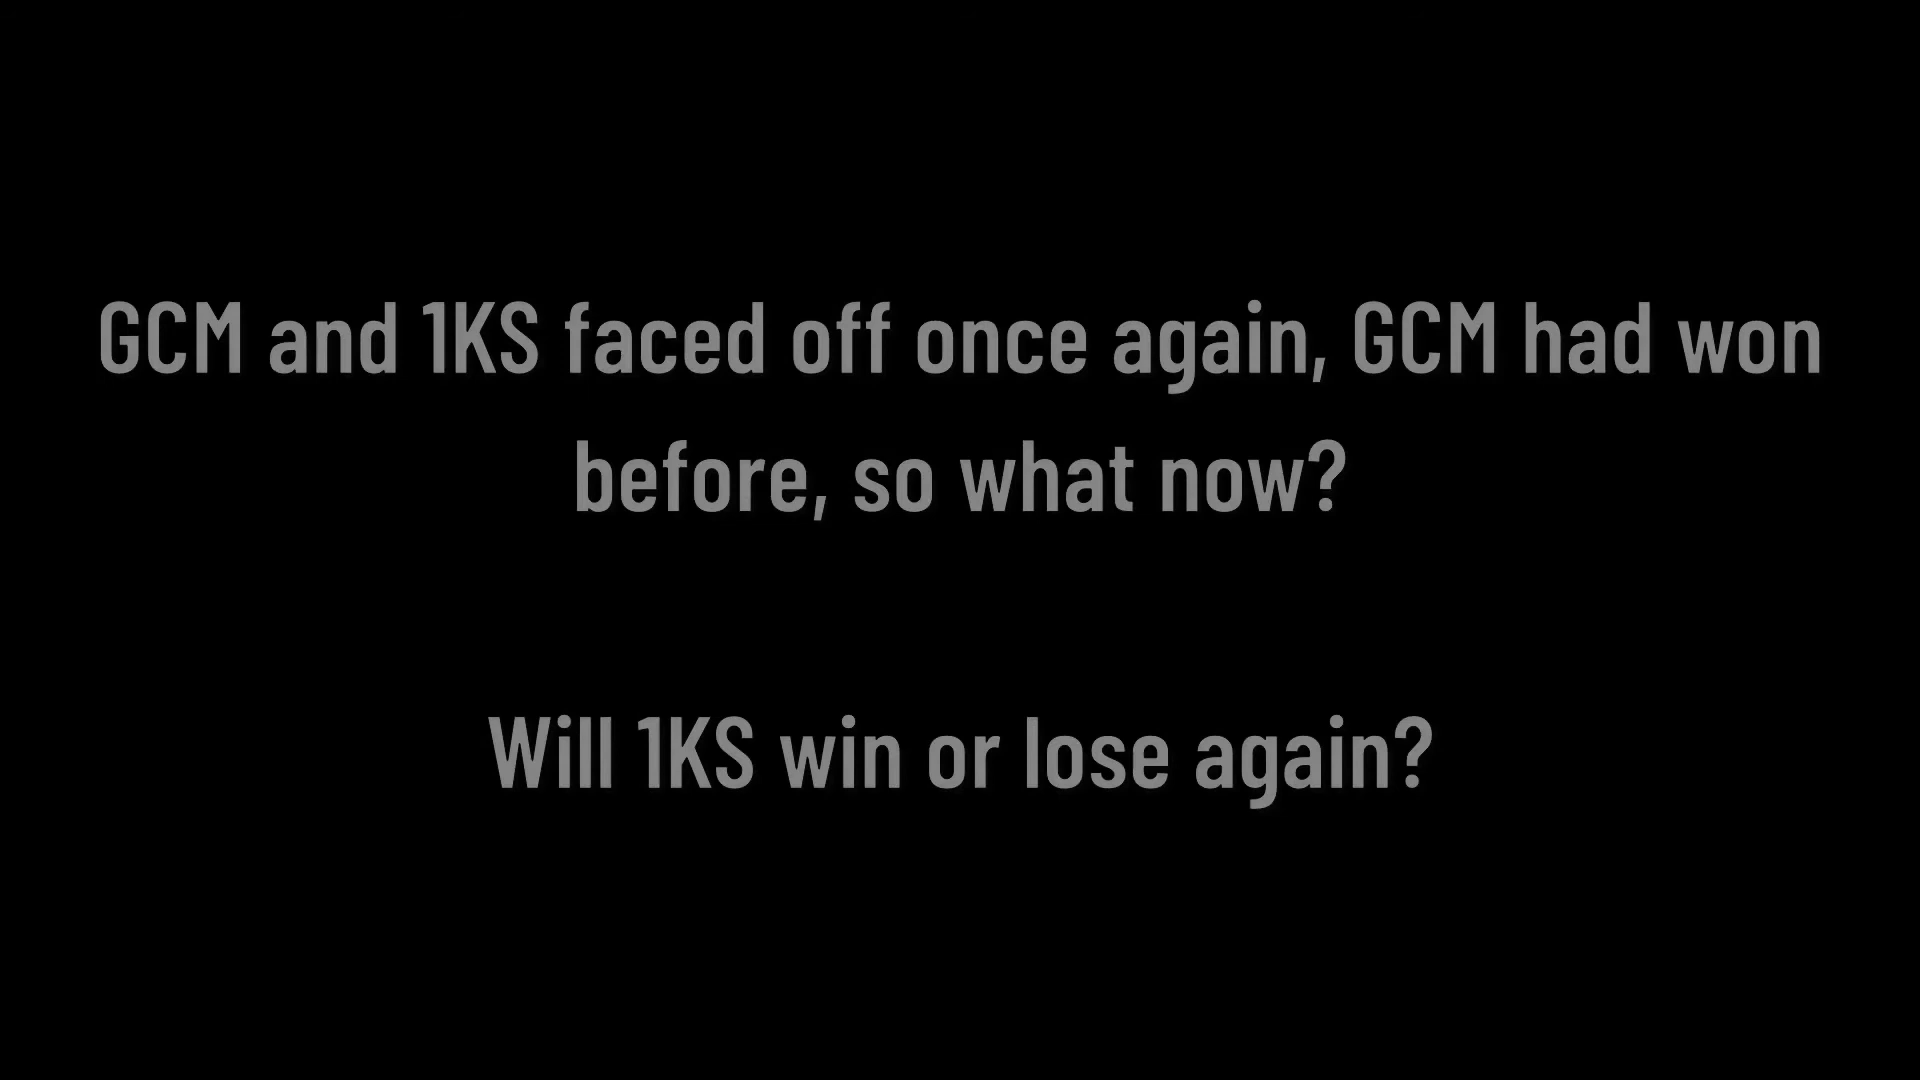 GCM and 1KS faced off once again, GCM had won
before, so what now?
Will 1KS win or lose again?